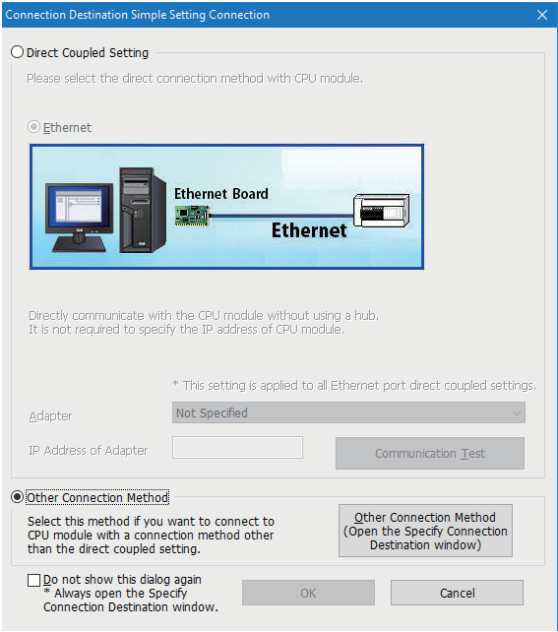 Connection Destination Simple Setting Connection
Direct Coupled Setting
Please select the direct connection method with CPU module.
Ethernet
Ethernet Board
Ethernet
Directly communicate with the CPU module without using a hub.
It is not required to specify the IP address of CPU module.
* This setting is applied to all Ethernet port direct coupled settings.
Adapter
Not Specified
IP Address of Adapter
Communication Test
Other Connection Method
Select this method if you want to connect to
CPU module with a connection method other
than the direct coupled setting.
Other Connection Method
(Open the Specify Connection
Destination window)
Do not show this dialog again
* Always open the Specify
Connection Destination window.
OK
Cancel